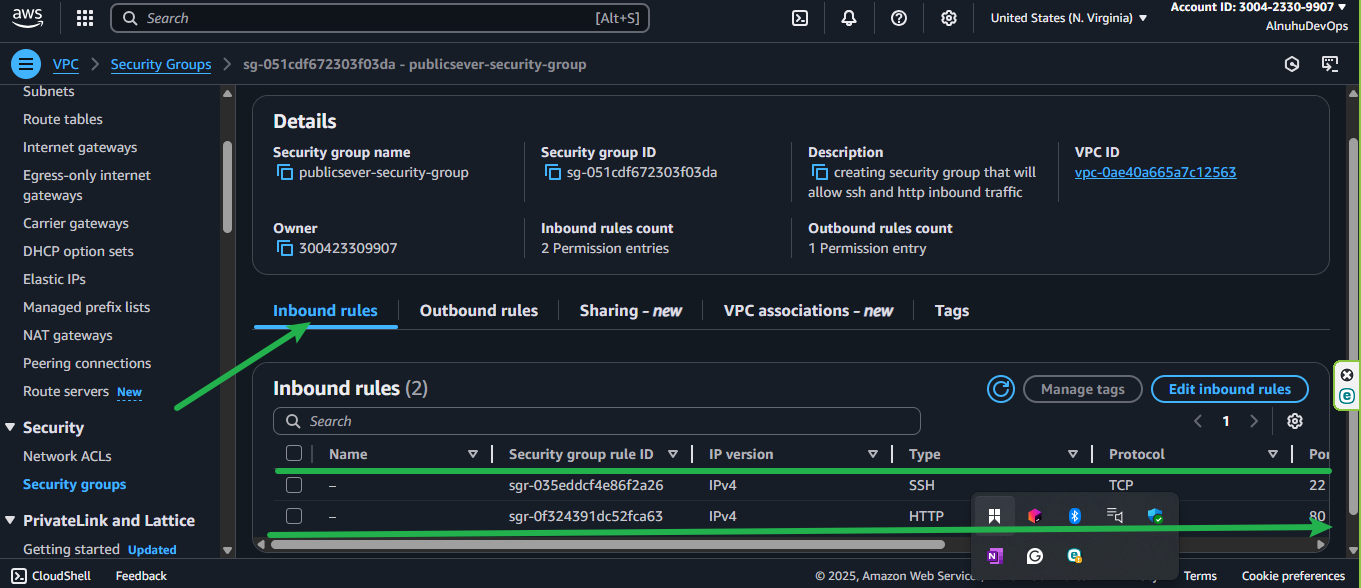 aws
Search [Alt+S]
United States (N. Virginia)
Account ID: 3004-2330-9907
AlnuhuDevOps
VPC
Security Groups
sg-051cdf672303f03da - publicsever-security-group
Subnets
Route tables
Internet gateways
Egress-only internet
gateways
Carrier gateways
DHCP option sets
Elastic IPs
Managed prefix lists
NAT gateways
Peering connections
Route servers New
Security
Network ACLs
Security groups
PrivateLink and Lattice
Getting started Updated
Details
Security group name
publicsever-security-group
Security group ID
sg-051cdf672303f03da
Description
creating security group that will
allow ssh and http inbound traffic
VPC ID
vpc-0ae40a665a7c12563
Owner
300423309907
Inbound rules count
2 Permission entries
Outbound rules count
1 Permission entry
Inbound rules
Outbound rules
Sharing - new
VPC associations - new
Tags
Inbound rules (2)
Manage tags
Edit inbound rules
Search
1
Name Security group rule ID IP version Type Protocol Por
– sgr-035eddcf4e86f2a26 IPv4 SSH TCP 22
– sgr-0f324391dc52fca63 IPv4 HTTP 80
CloudShell Feedback
© 2025, Amazon Web Servic
Terms Cookie preferences